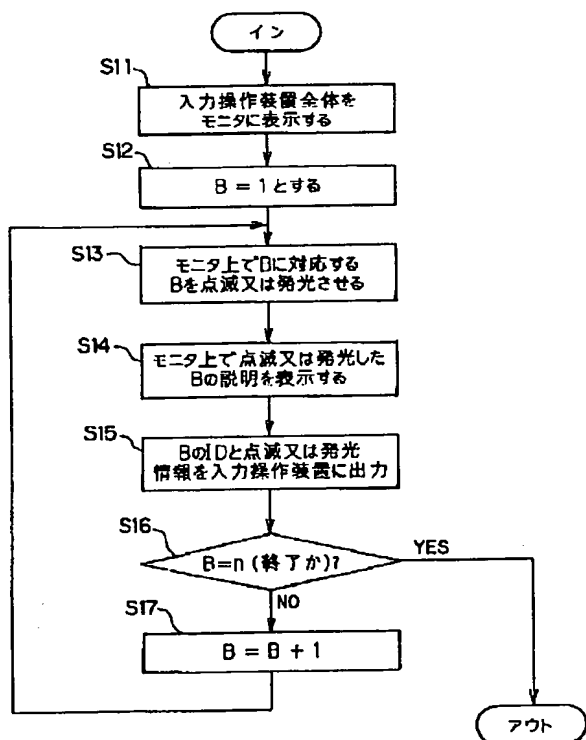 イン
S11
入力操作装置全体を
モニタに表示する
S12
B = 1とする
S13
モニタ上でBに対応する
Bを点滅又は発光させる
S14
モニタ上で点滅又は発光した
Bの説明を表示する
S15
BのIDと点滅又は発光
情報を入力操作装置に出力
S16
B=n(終了か)?
YES
NO
S17
B = B + 1
アウト